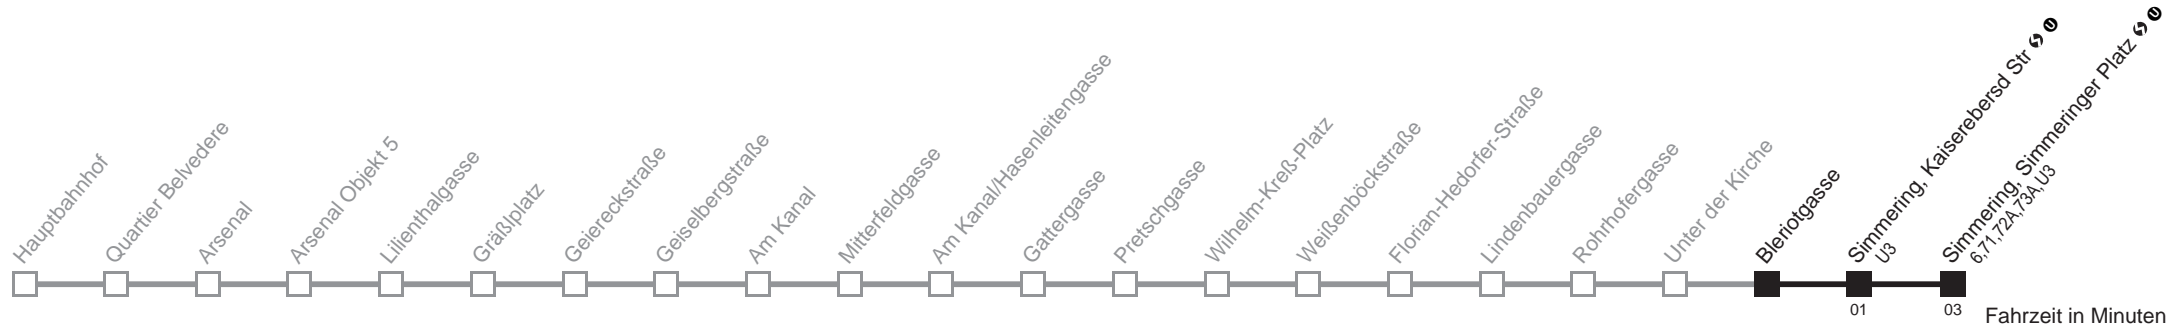 Hauptbahnhof
Quartier Belvedere
Arsenal
Arsenal Objekt 5
Lilienthalgasse
Gräßlplatz
Geiereckstraße
Geiselbergstraße
Am Kanal
Mitterfeldgasse
Am Kanal/Hasenleitengasse
Gattergasse
Pretschgasse
Wilhelm-Kreß-Platz
Weißenböckstraße
Florian-Hedorfer-Straße
Lindenbauergasse
Rohrhofergasse
Unter der Kirche
Bleriotgasse
Simmering, Kaiserebersd Str S U
U3
Simmering, Simmeringer Platz S U
6,71,72A,73A,U3
01
03
Fahrzeit in Minuten